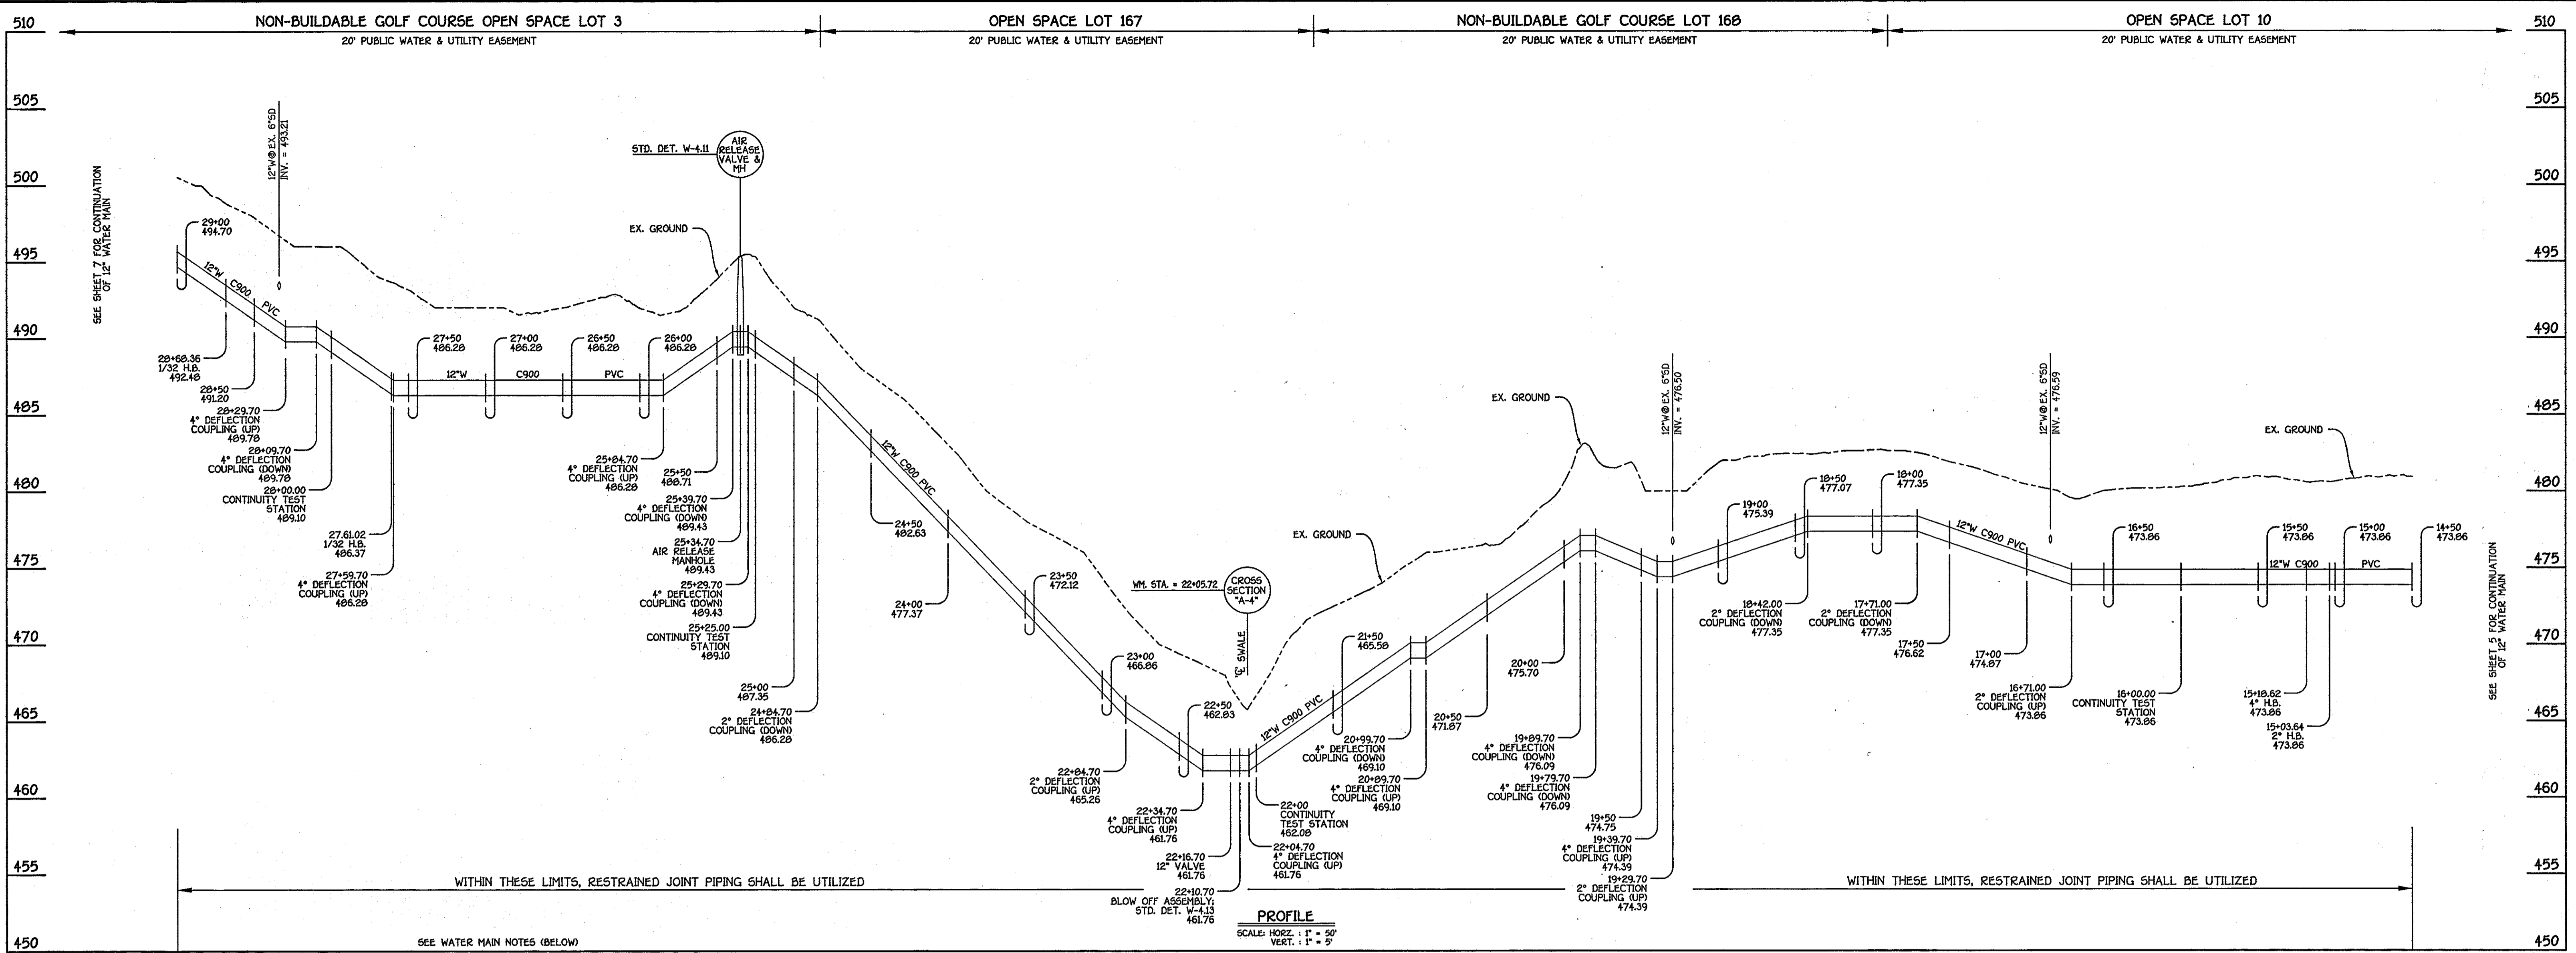 510
NON-BUILDABLE GOLF COURSE OPEN SPACE LOT 3
20' PUBLIC WATER & UTILITY EASEMENT
OPEN SPACE LOT 167
20' PUBLIC WATER & UTILITY EASEMENT
NON-BUILDABLE GOLF COURSE LOT 168
20' PUBLIC WATER & UTILITY EASEMENT
OPEN SPACE LOT 10
20' PUBLIC WATER & UTILITY EASEMENT
510
505
500
495
490
485
480
475
470
465
460
455
450
SEE SHEET 7 FOR CONTINUATION
OF 12" WATER MAIN
12"W@EX. 6"SD
INV. = 493.21
STD. DET. W-4.11
AIR
RELEASE
VALVE &
MH
EX. GROUND
29+00
494.70
12"W C900 PVC
28+68.36
1/32 H.B.
492.48
28+50
491.20
28+29.70
4° DEFLECTION
COUPLING (UP)
489.78
28+09.70
4° DEFLECTION
COUPLING (DOWN)
489.78
28+00.00
CONTINUITY TEST
STATION
489.10
27.61.02
1/32 H.B.
486.37
27+59.70
4° DEFLECTION
COUPLING (UP)
486.28
27+50
486.28
27+00
486.28
26+50
486.28
26+00
486.28
12"W C900 PVC
25+84.70
4° DEFLECTION
COUPLING (UP)
486.28
25+50
488.71
25+39.70
4° DEFLECTION
COUPLING (DOWN)
489.43
25+34.70
AIR RELEASE
MANHOLE
489.43
25+29.70
4° DEFLECTION
COUPLING (DOWN)
489.43
25+25.00
CONTINUITY TEST
STATION
489.10
25+00
487.35
24+84.70
2° DEFLECTION
COUPLING (DOWN)
486.28
12"W C900 PVC
24+50
482.63
24+00
477.37
23+50
472.12
23+00
466.86
22+84.70
2° DEFLECTION
COUPLING (UP)
465.26
22+50
462.83
22+34.70
4° DEFLECTION
COUPLING (UP)
461.76
22+16.70
12" VALVE
461.76
22+10.70
BLOW OFF ASSEMBLY;
STD. DET. W-4.13
461.76
WM. STA. = 22+05.72
CROSS
SECTION
"A-4"
℄ SWALE
22+00
CONTINUITY
TEST STATION
462.08
22+04.70
4° DEFLECTION
COUPLING (UP)
461.76
EX. GROUND
12"W C900 PVC
21+50
465.58
20+99.70
4° DEFLECTION
COUPLING (DOWN)
469.10
20+89.70
4° DEFLECTION
COUPLING (UP)
469.10
20+50
471.87
20+00
475.70
19+89.70
4° DEFLECTION
COUPLING (DOWN)
476.09
19+79.70
4° DEFLECTION
COUPLING (DOWN)
476.09
19+50
474.75
19+39.70
4° DEFLECTION
COUPLING (UP)
474.39
19+29.70
2° DEFLECTION
COUPLING (UP)
474.39
EX. GROUND
12"W@EX. 6"SD
INV. = 476.50
19+00
475.39
18+50
477.07
18+42.00
2° DEFLECTION
COUPLING (DOWN)
477.35
18+00
477.35
17+71.00
2° DEFLECTION
COUPLING (DOWN)
477.35
12"W C900 PVC
17+50
476.62
17+00
474.87
12"W@EX. 6"SD
INV. = 476.59
16+71.00
2° DEFLECTION
COUPLING (UP)
473.86
16+50
473.86
16+00.00
CONTINUITY TEST
STATION
473.86
15+50
473.86
15+18.62
4° H.B.
473.86
15+03.64
2° H.B.
473.86
15+00
473.86
14+50
473.86
12"W C900 PVC
EX. GROUND
SEE SHEET 5 FOR CONTINUATION
OF 12" WATER MAIN
505
500
495
490
485
480
475
470
465
460
455
450
WITHIN THESE LIMITS, RESTRAINED JOINT PIPING SHALL BE UTILIZED
WITHIN THESE LIMITS, RESTRAINED JOINT PIPING SHALL BE UTILIZED
SEE WATER MAIN NOTES (BELOW)
PROFILE
SCALE: HORZ. : 1" = 50'
VERT. : 1" = 5'